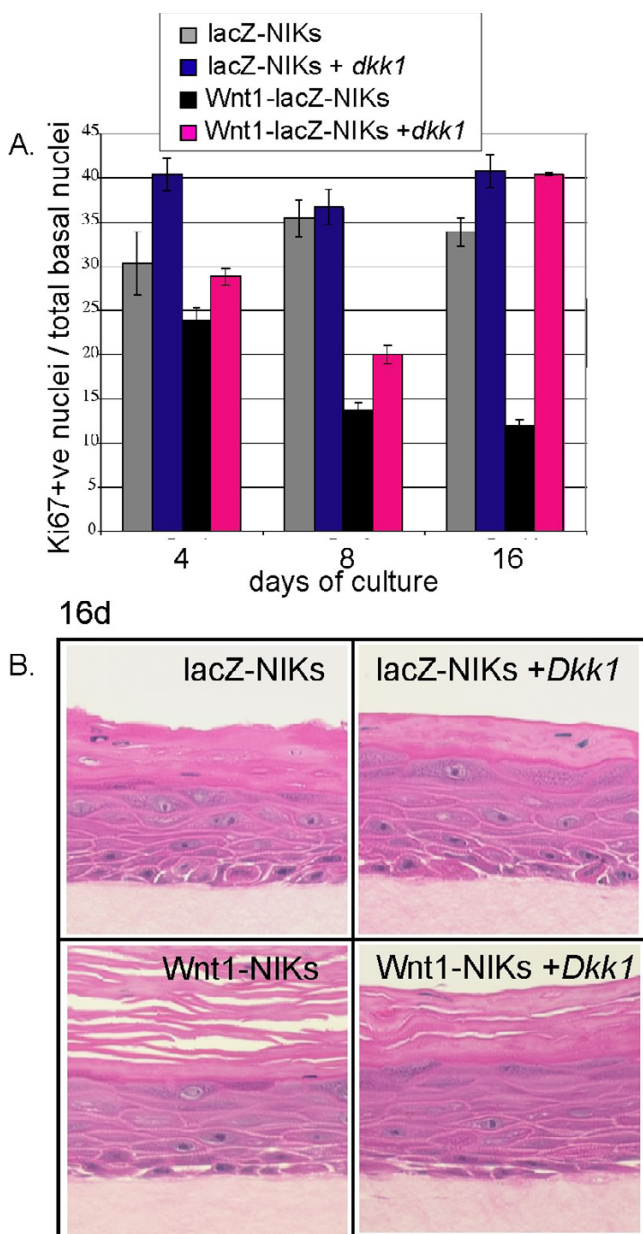 lacZ-NIKs
lacZ-NIKs + dkk1
Wnt1-lacZ-NIKs
Wnt1-lacZ-NIKs +dkk1
A.
Ki67+ve nuclei / total basal nuclei
45
40
35
30
25
20
15
10
5
0
4 8 16
days of culture
16d
B.
lacZ-NIKs
lacZ-NIKs +Dkk1
Wnt1-NIKs
Wnt1-NIKs +Dkk1